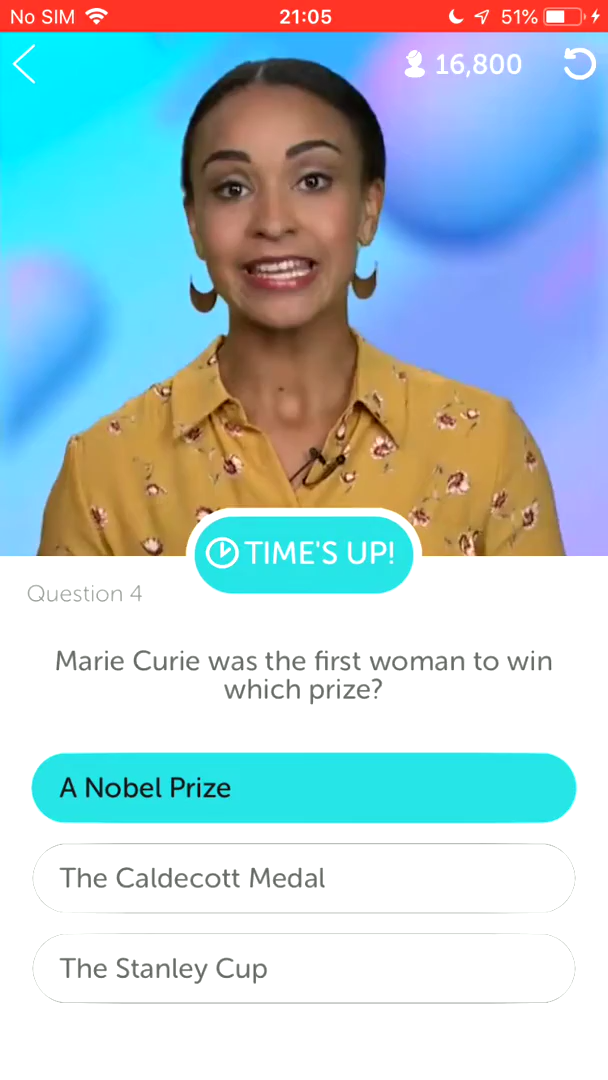 No SIM 21:05 51%
16,800
TIME'S UP!
Question 4
Marie Curie was the first woman to win
which prize?
A Nobel Prize
The Caldecott Medal
The Stanley Cup